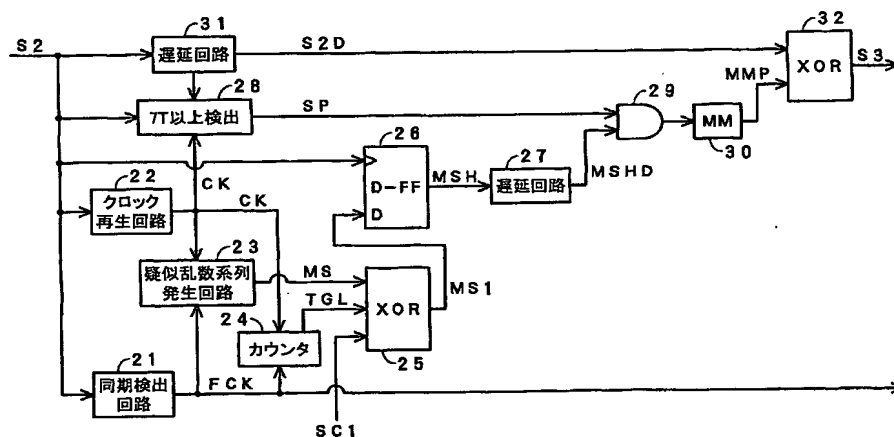 31
32
S2
遅延回路
S2D
XOR
S3
28
29
MMP
7T以上検出
SP
MM
26
30
27
22
CK
CK
D-FF
MSH
遅延回路
MSHD
クロック
再生回路
D
23
疑似乱数系列
発生回路
MS
MS1
24
TGL
XOR
カウンタ
21
25
同期検出
回路
FCK
SC1